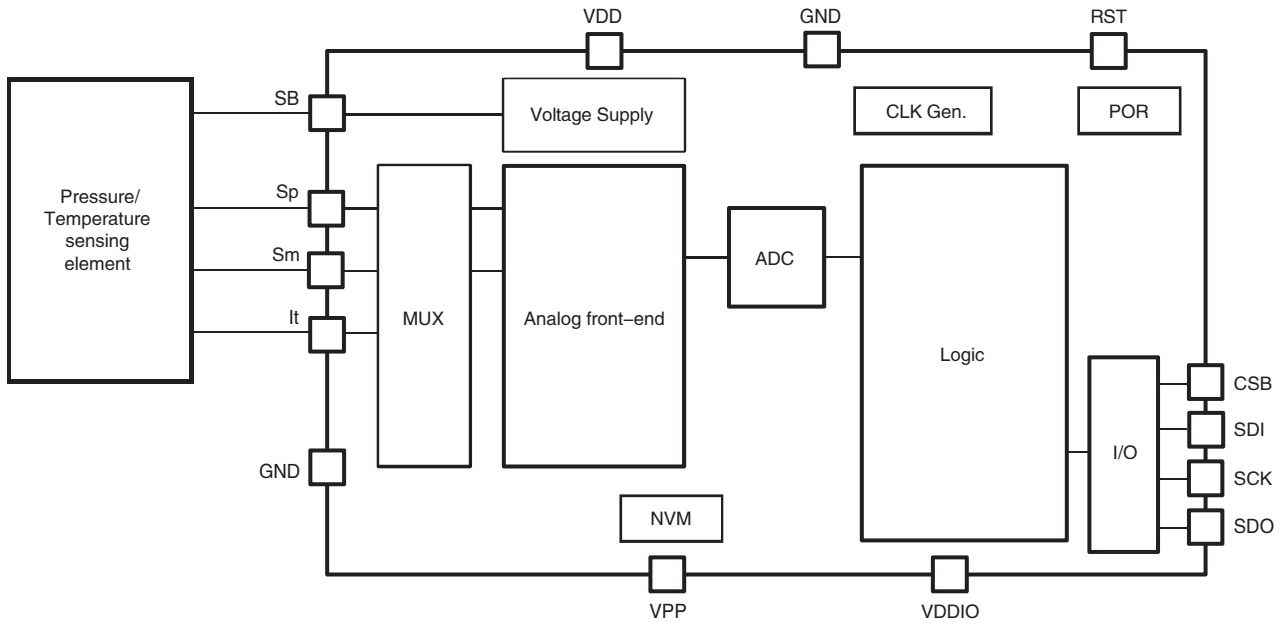 VDD
GND
RST
SB
Voltage Supply
CLK Gen.
POR
Pressure/
Temperature
sensing
element
Sp
Sm
It
MUX
Analog front–end
ADC
Logic
I/O
CSB
SDI
SCK
SDO
GND
NVM
VPP
VDDIO